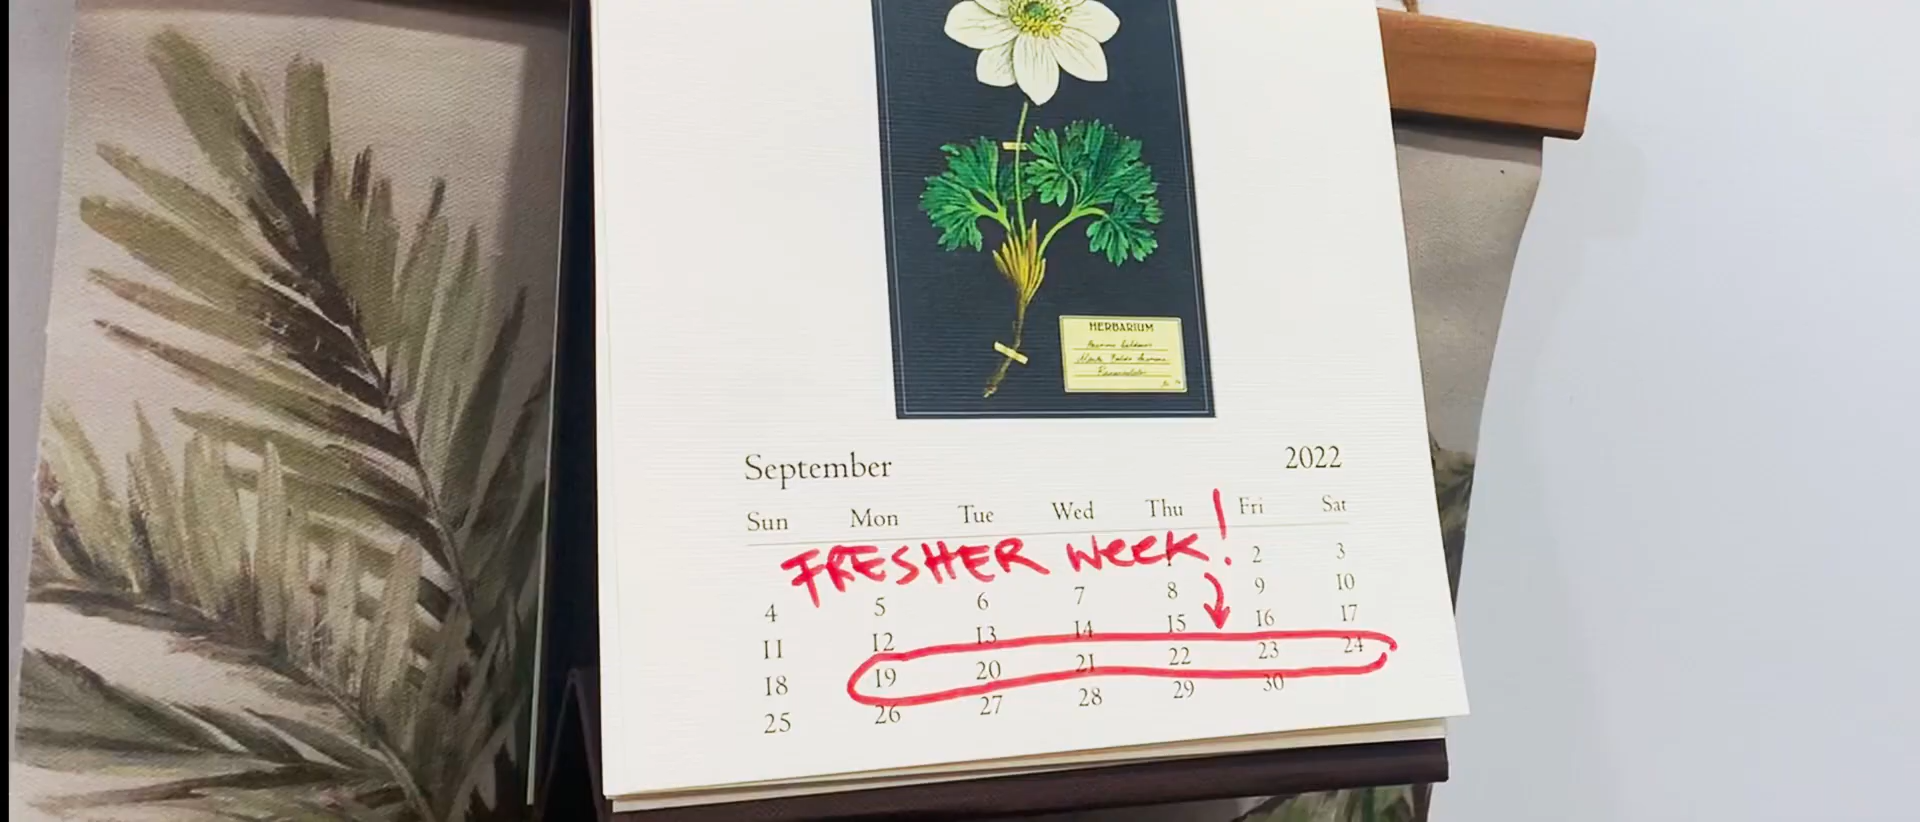 HERBARIUM
September 2022
Sun Mon Tue Wed Thu Fri Sat
FRESHER WEEK!
1 2 3
4 5 6 7 8 9 10
11 12 13 14 15 16 17
18 19 20 21 22 23 24
25 26 27 28 29 30